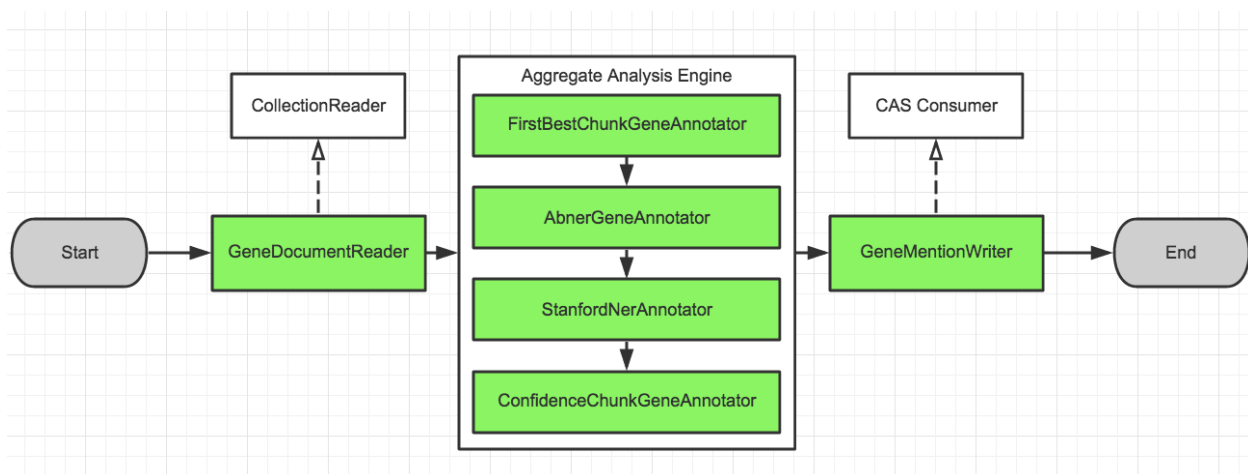 Aggregate Analysis Engine
CollectionReader
FirstBestChunkGeneAnnotator
CAS Consumer
AbnerGeneAnnotator
Start
GeneDocumentReader
GeneMentionWriter
End
StanfordNerAnnotator
ConfidenceChunkGeneAnnotator